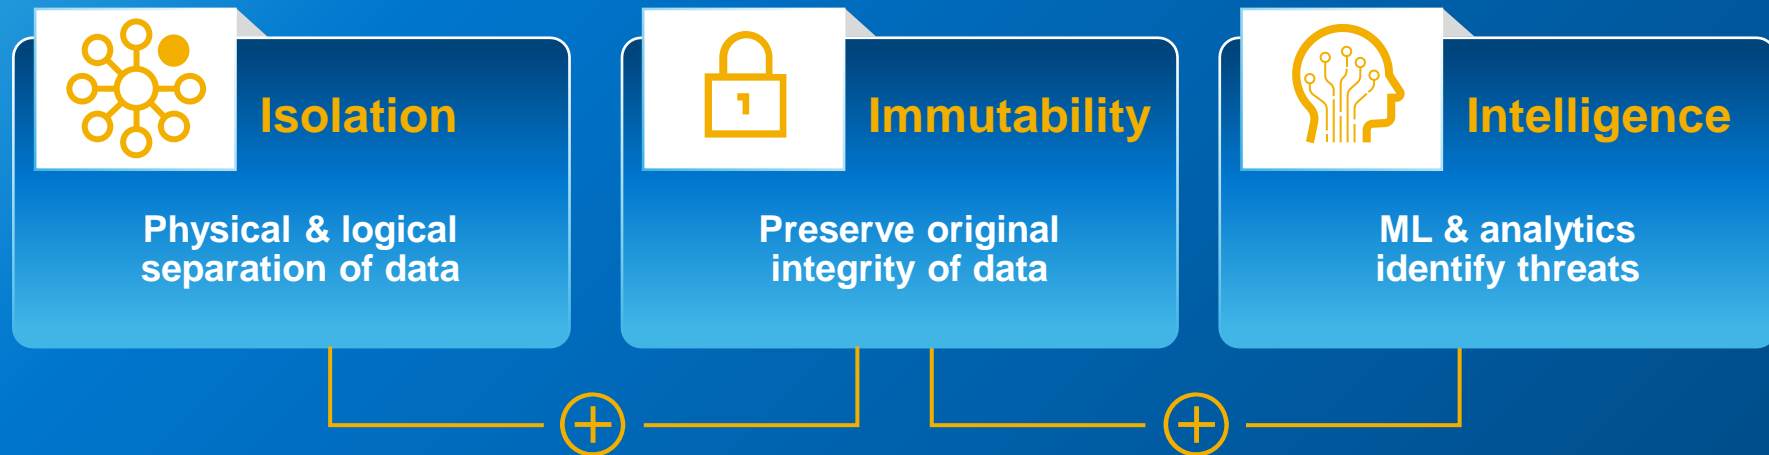 Isolation
Physical & logical
separation of data
Immutability
Preserve original
integrity of data
Intelligence
ML & analytics
identify threats